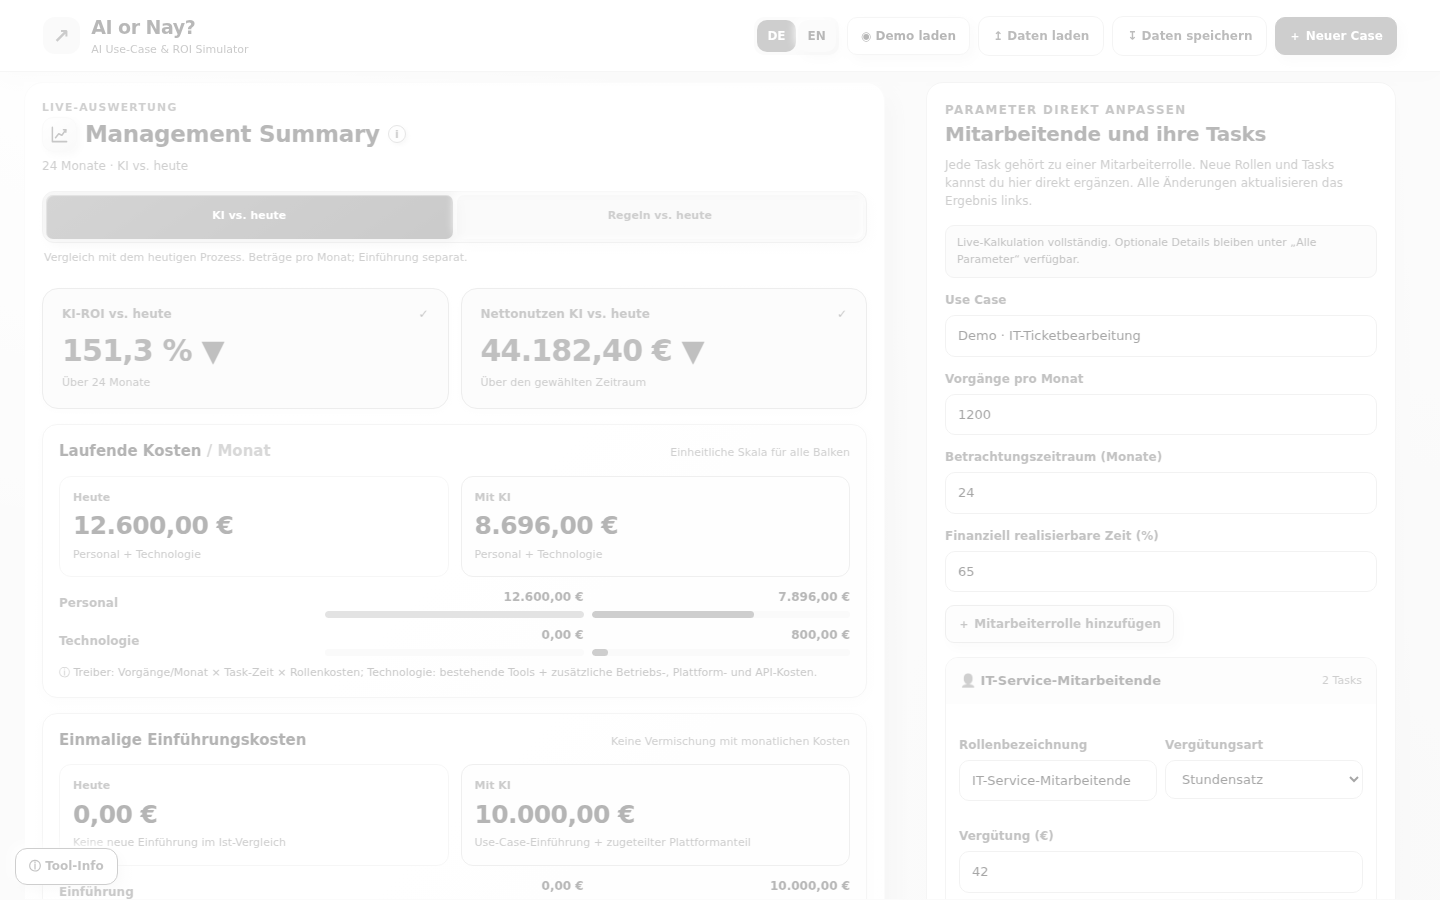 AI or Nay?
AI Use-Case & ROI Simulator
DE
EN
◉ Demo laden
↥ Daten laden
↧ Daten speichern
+ Neuer Case
LIVE-AUSWERTUNG
Management Summary
24 Monate · KI vs. heute
KI vs. heute
Regeln vs. heute
Vergleich mit dem heutigen Prozess. Beträge pro Monat; Einführung separat.
KI-ROI vs. heute ✓
151,3 % ▼
Über 24 Monate
Nettonutzen KI vs. heute ✓
44.182,40 € ▼
Über den gewählten Zeitraum
Laufende Kosten / Monat
Einheitliche Skala für alle Balken
Heute
12.600,00 €
Personal + Technologie
Mit KI
8.696,00 €
Personal + Technologie
Personal 12.600,00 € 7.896,00 €
Technologie 0,00 € 800,00 €
ⓘ Treiber: Vorgänge/Monat × Task-Zeit × Rollenkosten; Technologie: bestehende Tools + zusätzliche Betriebs-, Plattform- und API-Kosten.
Einmalige Einführungskosten
Keine Vermischung mit monatlichen Kosten
Heute
0,00 €
Keine neue Einführung im Ist-Vergleich
Mit KI
10.000,00 €
Use-Case-Einführung + zugeteilter Plattformanteil
Einführung 0,00 € 10.000,00 €
ⓘ Tool-Info
PARAMETER DIREKT ANPASSEN
Mitarbeitende und ihre Tasks
Jede Task gehört zu einer Mitarbeiterrolle. Neue Rollen und Tasks
kannst du hier direkt ergänzen. Alle Änderungen aktualisieren das
Ergebnis links.
Live-Kalkulation vollständig. Optionale Details bleiben unter „Alle
Parameter“ verfügbar.
Use Case
Demo · IT-Ticketbearbeitung
Vorgänge pro Monat
1200
Betrachtungszeitraum (Monate)
24
Finanziell realisierbare Zeit (%)
65
+ Mitarbeiterrolle hinzufügen
👤 IT-Service-Mitarbeitende
2 Tasks
Rollenbezeichnung
IT-Service-Mitarbeitende
Vergütungsart
Stundensatz
Vergütung (€)
42